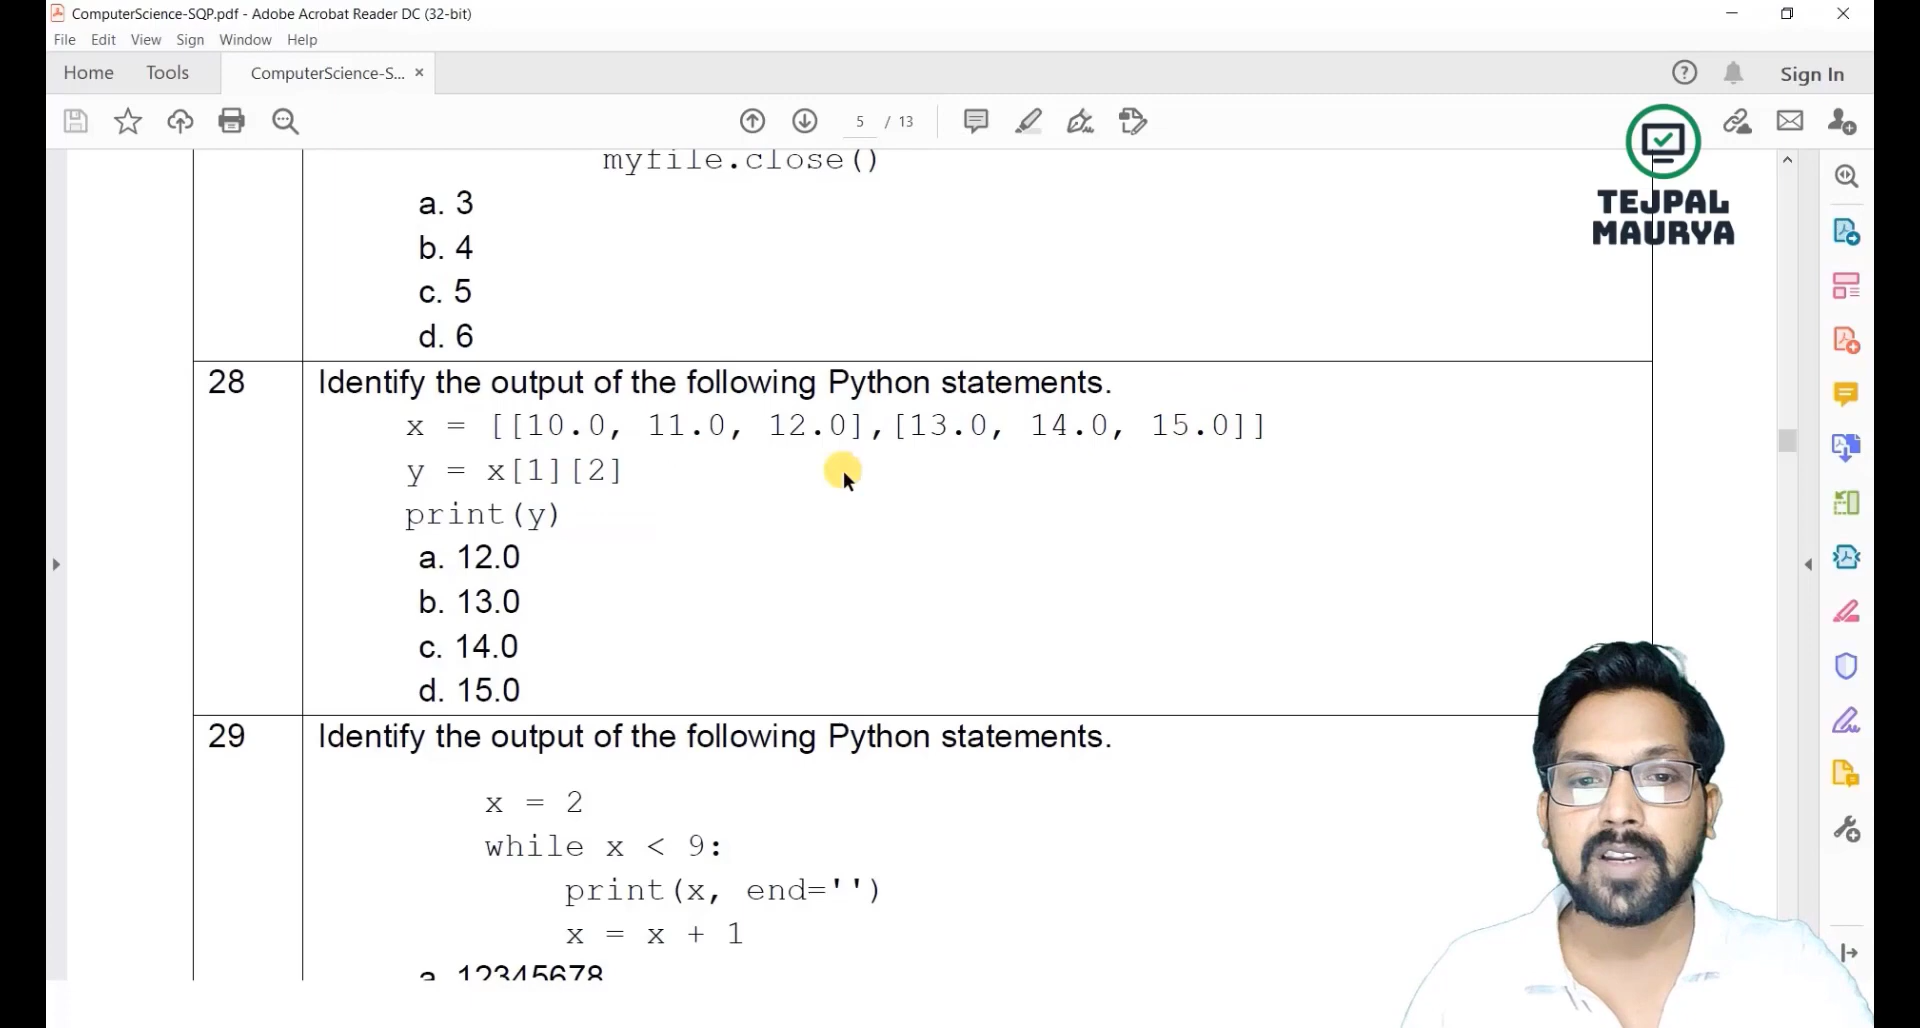 ComputerScience-SQP.pdf - Adobe Acrobat Reader DC (32-bit)
File Edit View Sign Window Help
Home Tools ComputerScience-S... × Sign In
5 / 13
TEJPAL
MAURYA
myfile.close()
a. 3
b. 4
c. 5
d. 6
28 Identify the output of the following Python statements.
x = [[10.0, 11.0, 12.0],[13.0, 14.0, 15.0]]
y = x[1][2]
print(y)
a. 12.0
b. 13.0
c. 14.0
d. 15.0
29 Identify the output of the following Python statements.
x = 2
while x < 9:
print(x, end='')
x = x + 1
a. 12345678